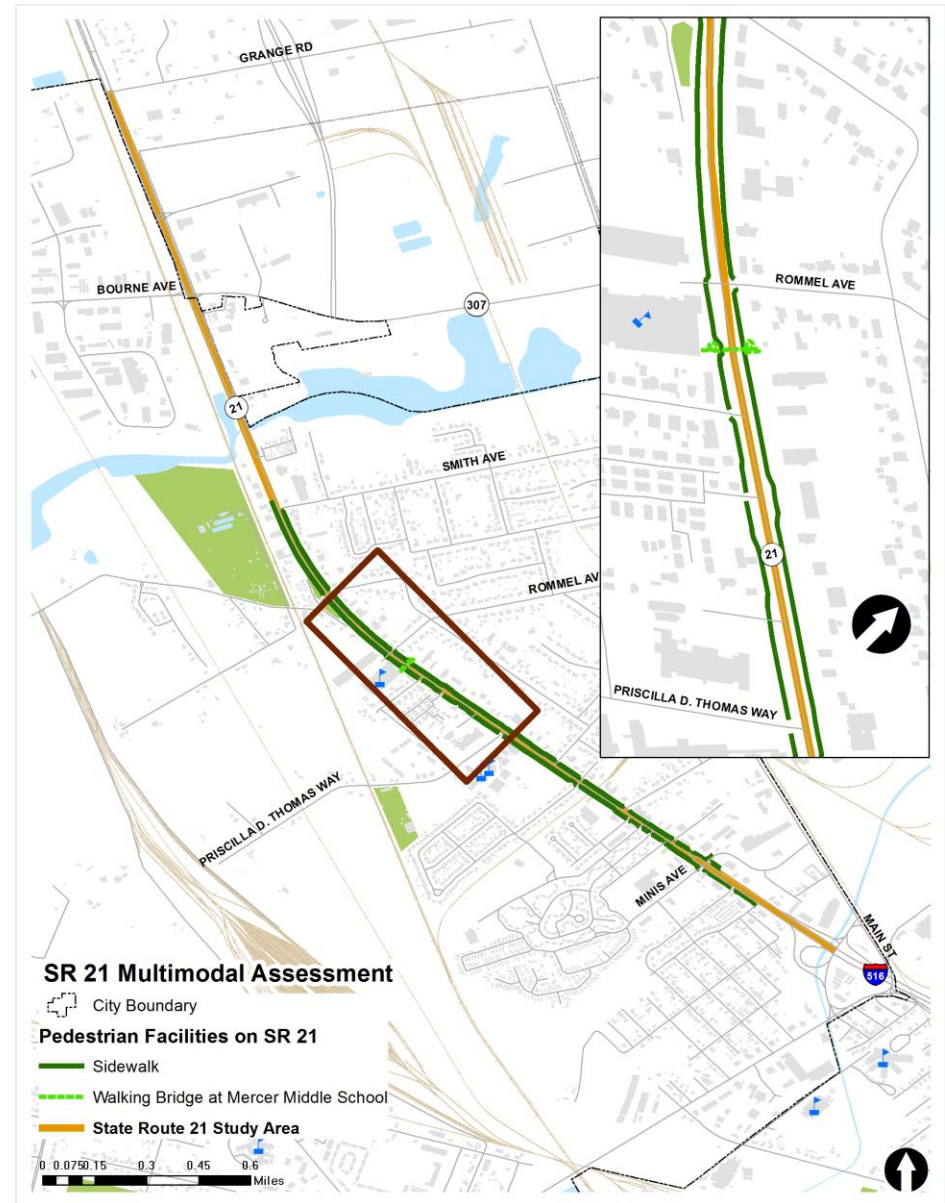 GRANGE RD
BOURNE AVE
307
21
SMITH AVE
ROMMEL AV
PRISCILLA D. THOMAS WAY
MINIS AVE
MAIN ST
516
ROMMEL AVE
21
PRISCILLA D. THOMAS WAY
SR 21 Multimodal Assessment
City Boundary
Pedestrian Facilities on SR 21
Sidewalk
Walking Bridge at Mercer Middle School
State Route 21 Study Area
0 0.075 0.15 0.3 0.45 0.6
Miles